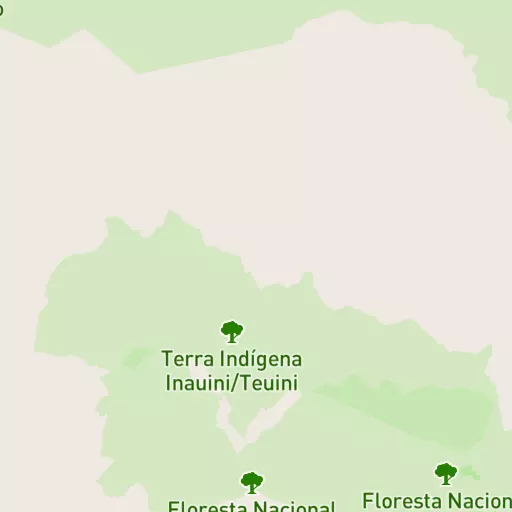 o
Terra Indígena
Inauini/Teuini
Floresta Nacion
Floresta Nacional